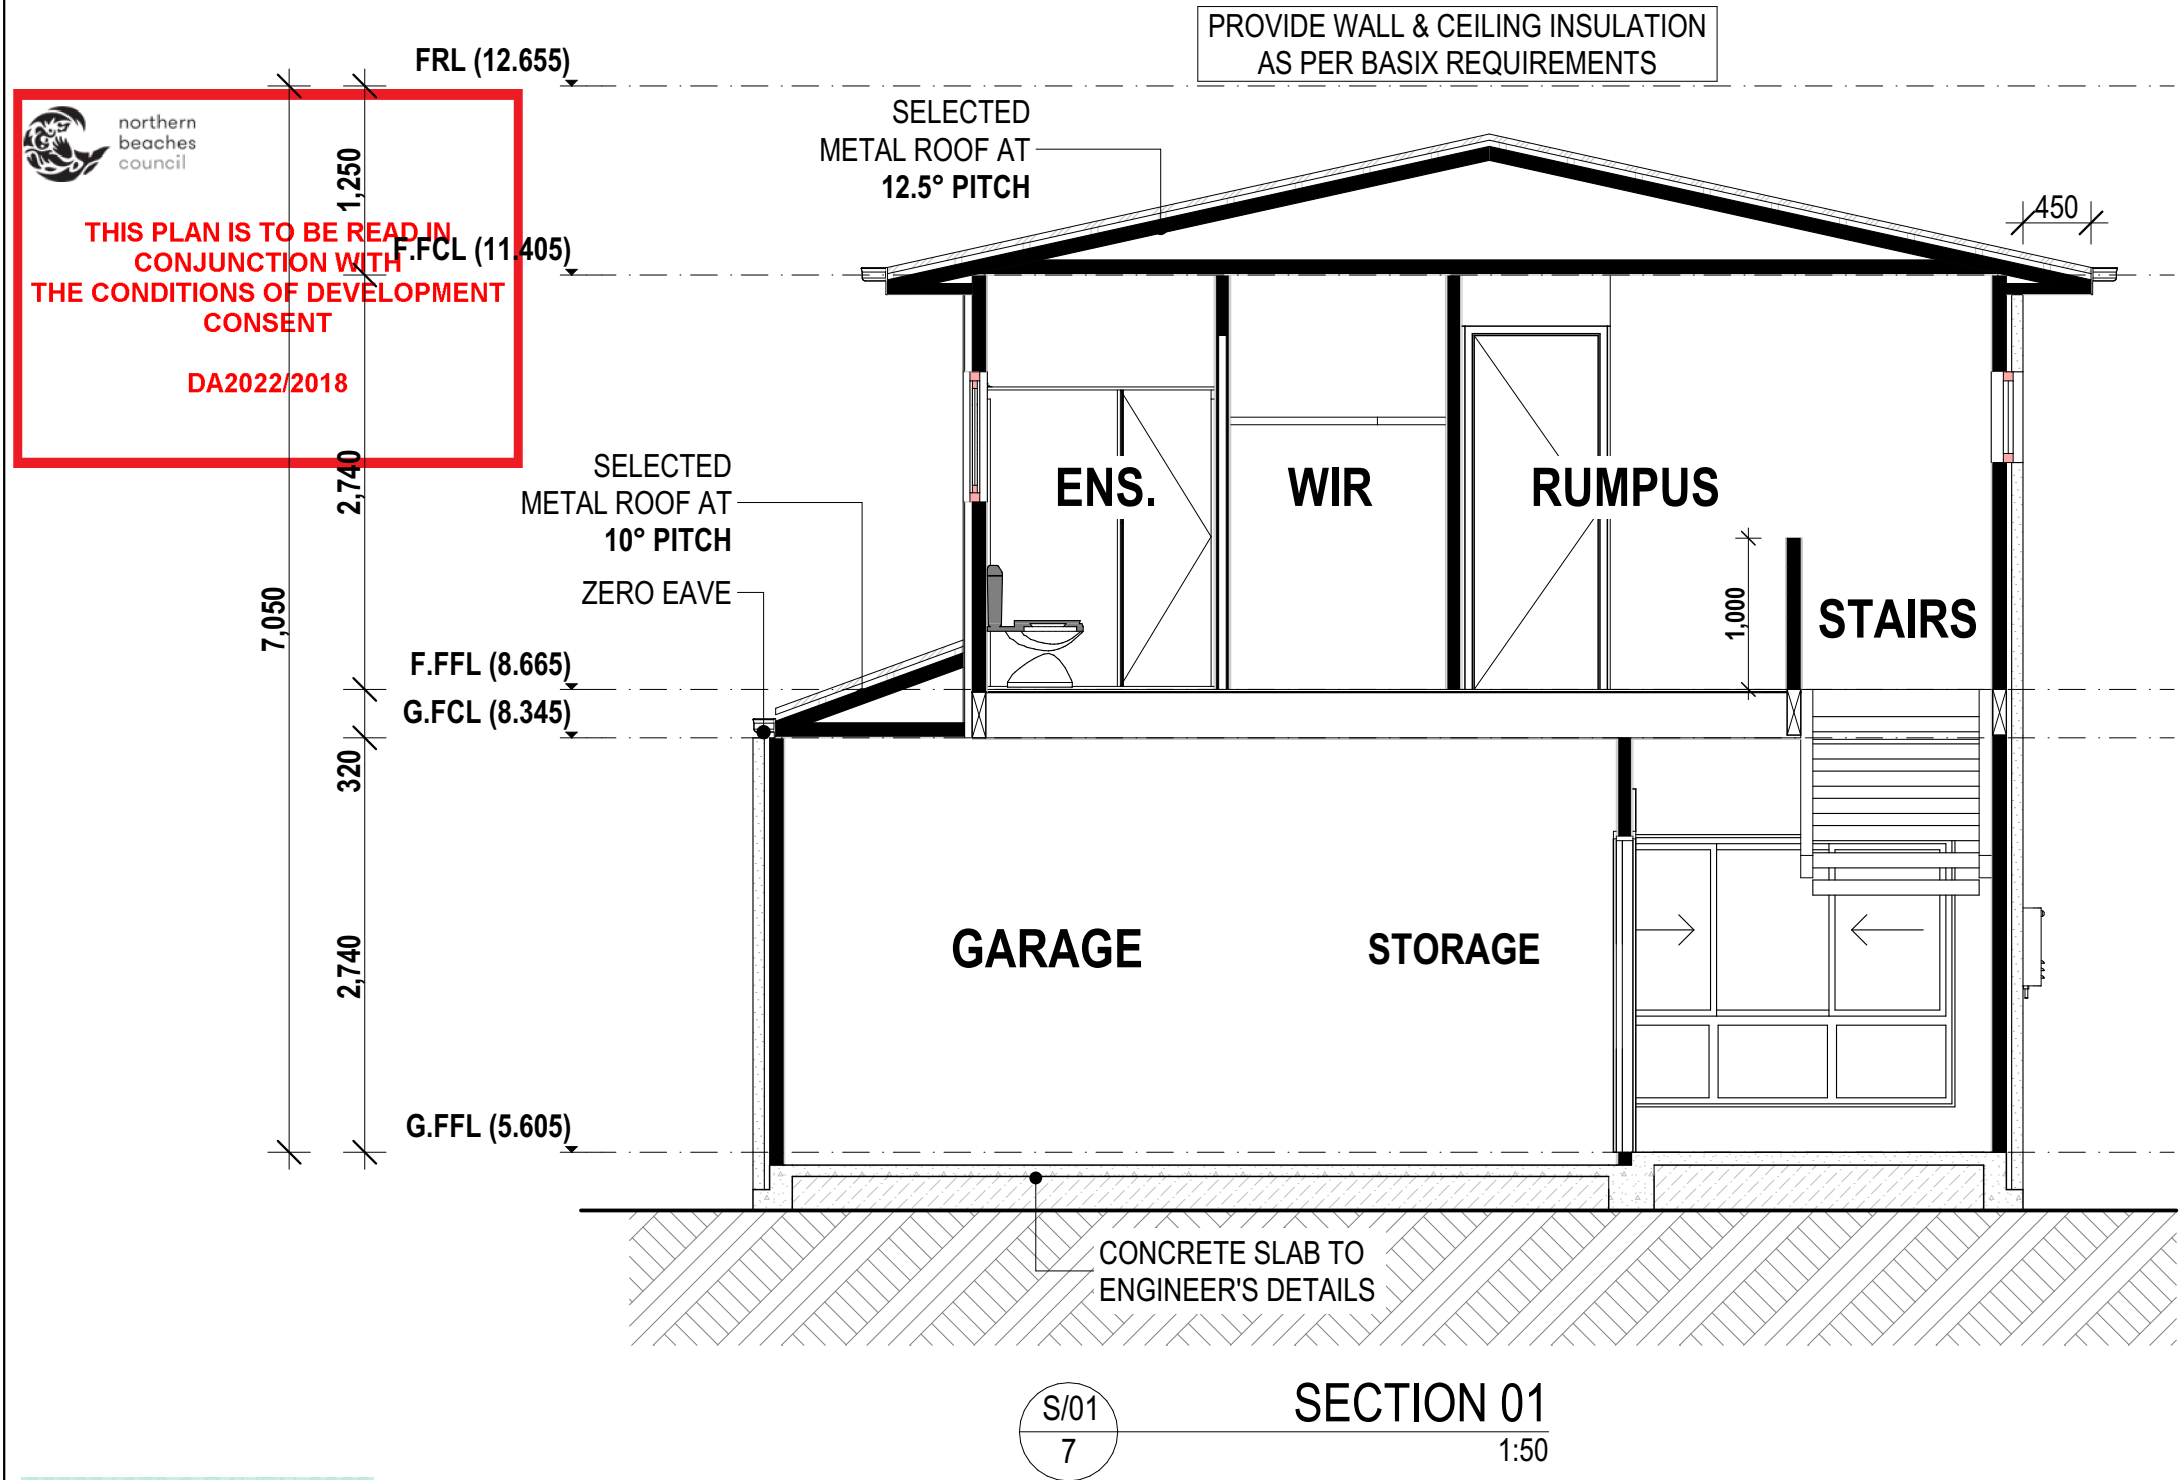 PROVIDE WALL & CEILING INSULATION
AS PER BASIX REQUIREMENTS
FRL (12.655)
northern
beaches
council
THIS PLAN IS TO BE READ IN
CONJUNCTION WITH
THE CONDITIONS OF DEVELOPMENT
CONSENT
DA2022/2018
1,250
F.FCL (11.405)
SELECTED
METAL ROOF AT
12.5° PITCH
450
2,740
SELECTED
METAL ROOF AT
10° PITCH
ZERO EAVE
ENS.
WIR
RUMPUS
1,000
STAIRS
7,050
F.FFL (8.665)
G.FCL (8.345)
320
2,740
GARAGE
STORAGE
G.FFL (5.605)
CONCRETE SLAB TO
ENGINEER'S DETAILS
S/01
7
SECTION 01
1:50